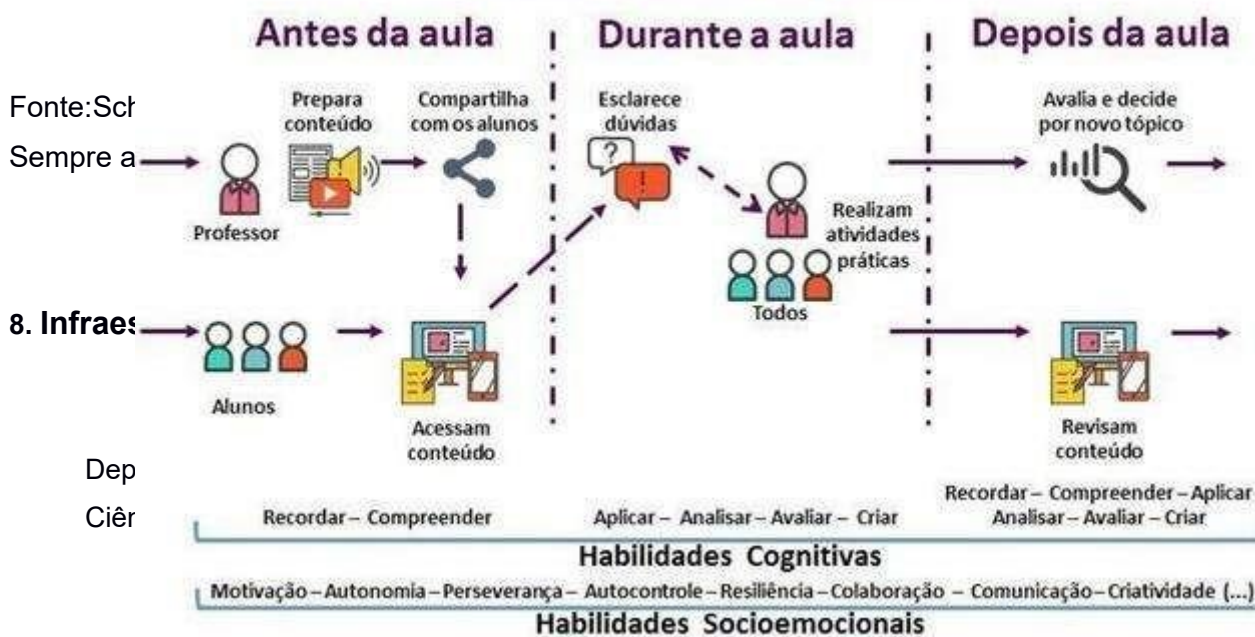 Antes da aula
Durante a aula
Depois da aula
Fonte:Sch
Sempre a
Prepara
conteúdo
Compartilha
com os alunos
Professor
Alunos
Acessam
conteúdo
Esclarece
dúvidas
?
!
Realizam
atividades
práticas
Todos
Avalia e decide
por novo tópico
Revisam
conteúdo
8. Infraes
Dep
Ciên
Recordar – Compreender
Aplicar – Analisar – Avaliar – Criar
Recordar – Compreender – Aplicar
Analisar – Avaliar – Criar
Habilidades Cognitivas
Motivação – Autonomia – Perseverança – Autocontrole – Resiliência – Colaboração – Comunicação – Criatividade (...)
Habilidades Socioemocionais